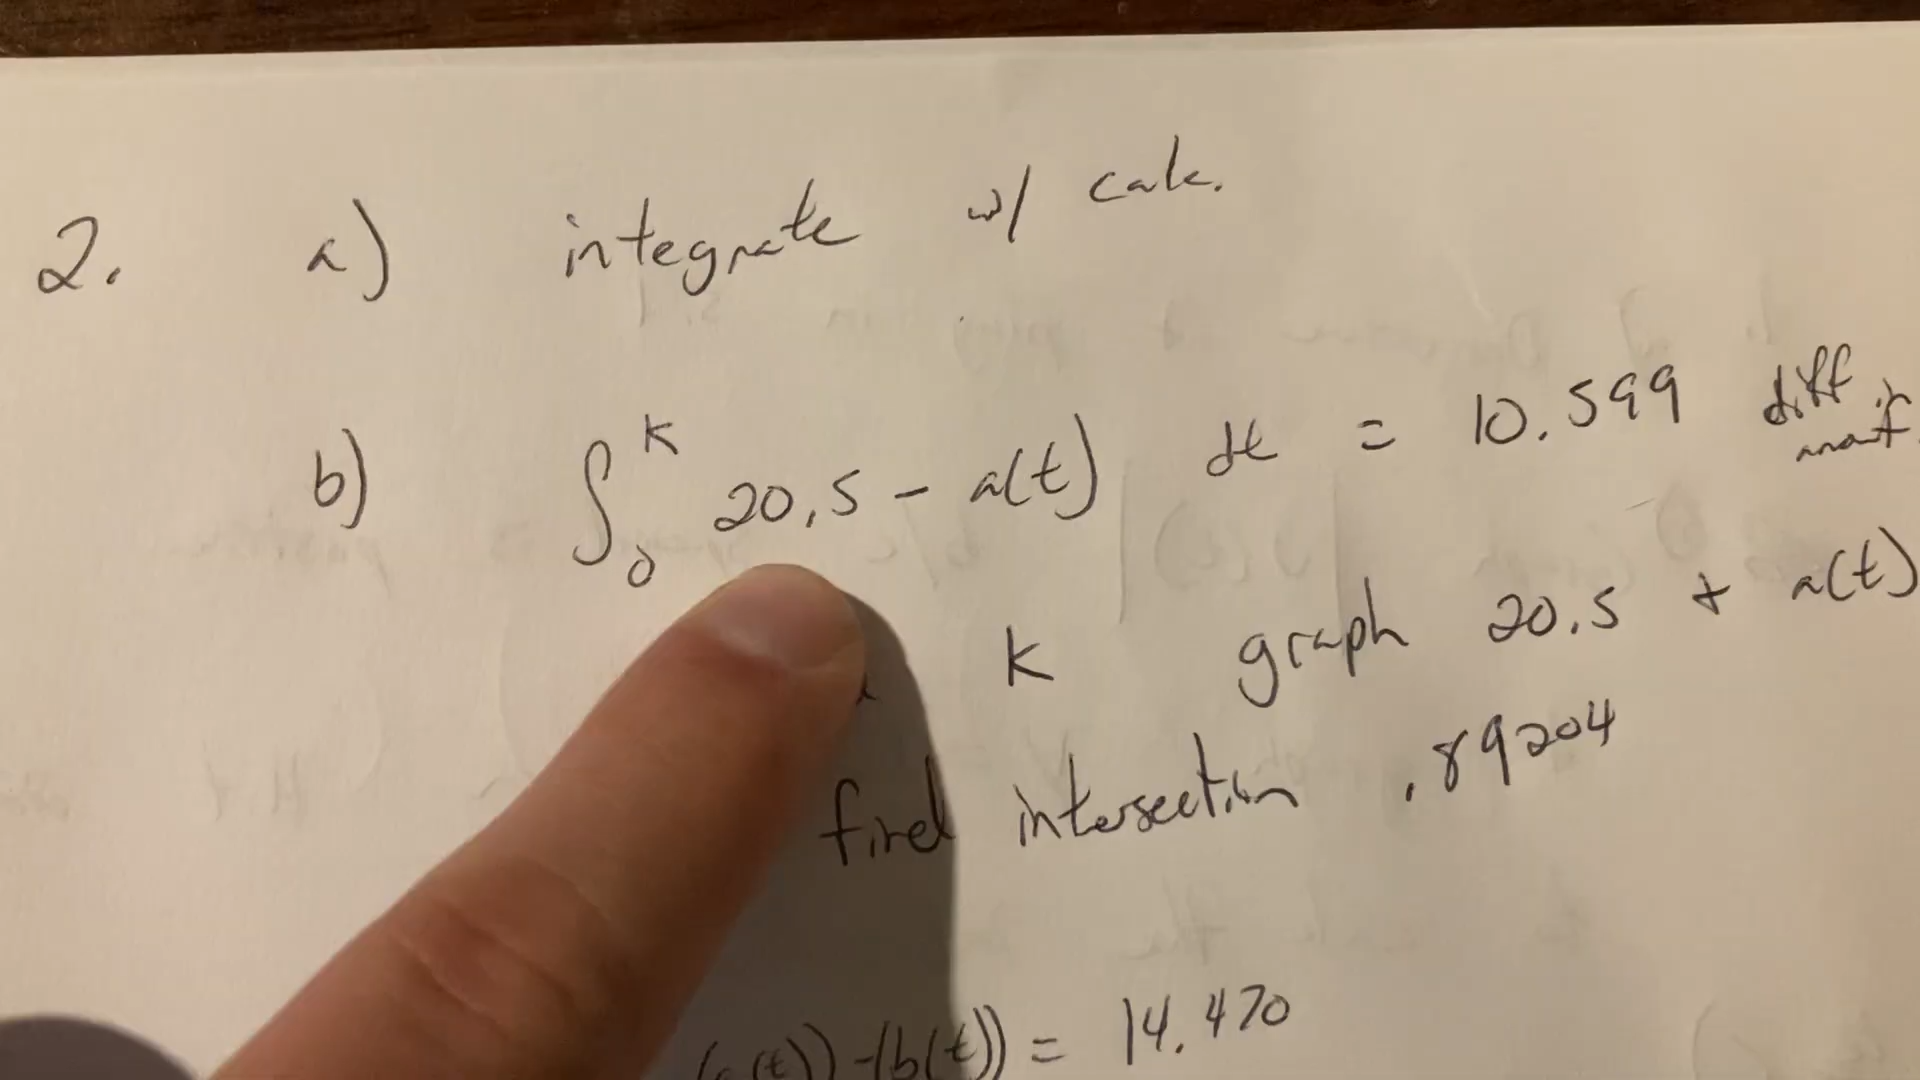 2. a) integrate w/ calc.
b) ∫₀ᴷ 20.5 - a(t) dt = 10.599 diff in
amt.
K graph 20.5 + a(t)
find intersection .89204
(a(t)) - (b(t)) = 14.470